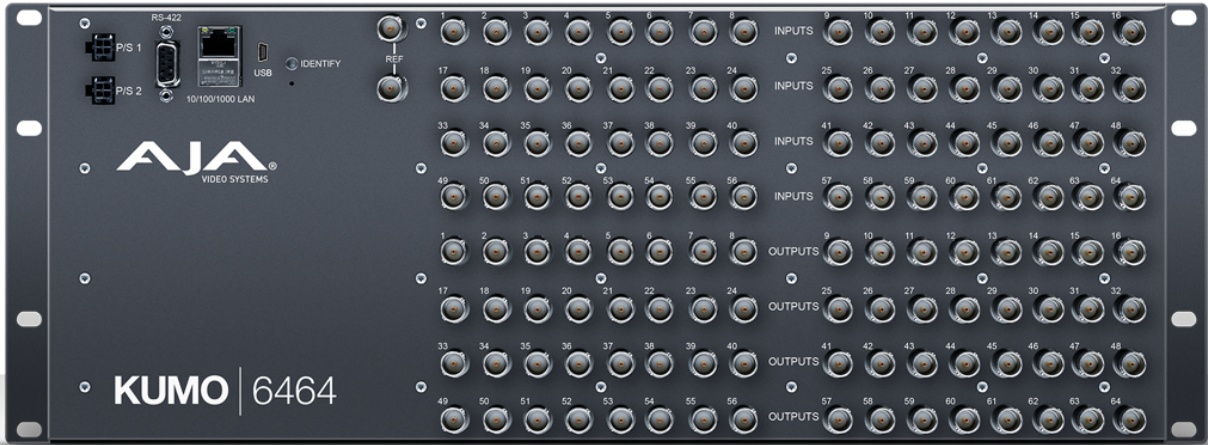 RS-422
P/S 1
P/S 2
USB
IDENTIFY
10/100/1000 LAN
REF
AJA®
VIDEO SYSTEMS
KUMO | 6464
1 2 3 4 5 6 7 8 INPUTS 9 10 11 12 13 14 15 16
17 18 19 20 21 22 23 24 INPUTS 25 26 27 28 29 30 31 32
33 34 35 36 37 38 39 40 INPUTS 41 42 43 44 45 46 47 48
49 50 51 52 53 54 55 56 INPUTS 57 58 59 60 61 62 63 64
1 2 3 4 5 6 7 8 OUTPUTS 9 10 11 12 13 14 15 16
17 18 19 20 21 22 23 24 OUTPUTS 25 26 27 28 29 30 31 32
33 34 35 36 37 38 39 40 OUTPUTS 41 42 43 44 45 46 47 48
49 50 51 52 53 54 55 56 OUTPUTS 57 58 59 60 61 62 63 64